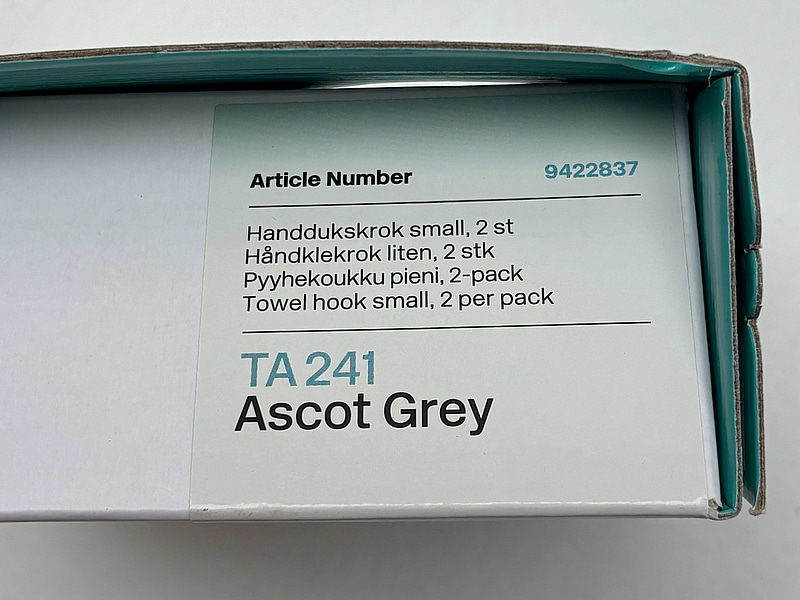 Article Number 9422837
Handdukskrok small, 2 st
Håndklekrok liten, 2 stk
Pyyhekoukku pieni, 2-pack
Towel hook small, 2 per pack
TA 241
Ascot Grey